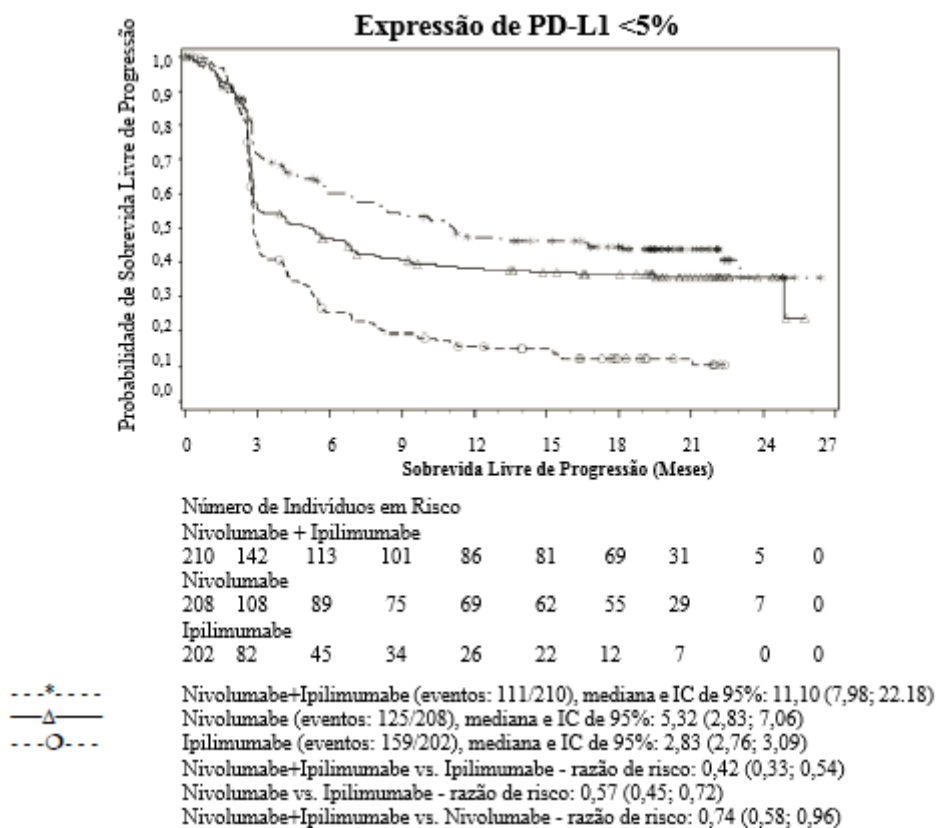 Expressão de PD-L1 <5%
Probabilidade de Sobrevida Livre de Progressão
1,0
0,9
0,8
0,7
0,6
0,5
0,4
0,3
0,2
0,1
0,0
0 3 6 9 12 15 18 21 24 27
Sobrevida Livre de Progressão (Meses)
Número de Indivíduos em Risco
Nivolumabe + Ipilimumabe
210 142 113 101 86 81 69 31 5 0
Nivolumabe
208 108 89 75 69 62 55 29 7 0
Ipilimumabe
202 82 45 34 26 22 12 7 0 0
- - -*- - - - Nivolumabe+Ipilimumabe (eventos: 111/210), mediana e IC de 95%: 11,10 (7,98; 22.18)
—Δ— Nivolumabe (eventos: 125/208), mediana e IC de 95%: 5,32 (2,83; 7,06)
- - -O- - - Ipilimumabe (eventos: 159/202), mediana e IC de 95%: 2,83 (2,76; 3,09)
Nivolumabe+Ipilimumabe vs. Ipilimumabe - razão de risco: 0,42 (0,33; 0,54)
Nivolumabe vs. Ipilimumabe - razão de risco: 0,57 (0,45; 0,72)
Nivolumabe+Ipilimumabe vs. Nivolumabe - razão de risco: 0,74 (0,58; 0,96)